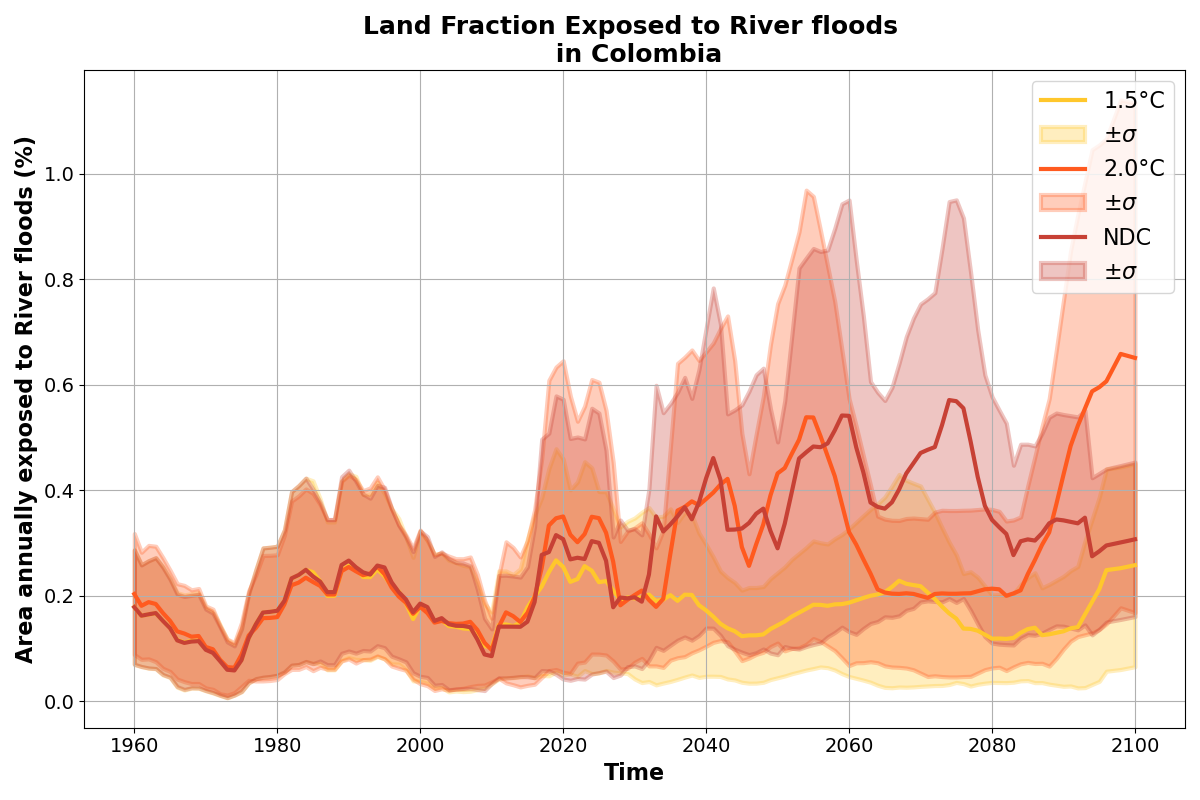 Land Fraction Exposed to River floods
in Colombia
Area annually exposed to River floods (%)
1.0
0.8
0.6
0.4
0.2
0.0
1960
1980
2000
2020
2040
2060
2080
2100
Time
1.5°C
±σ
2.0°C
±σ
NDC
±σ